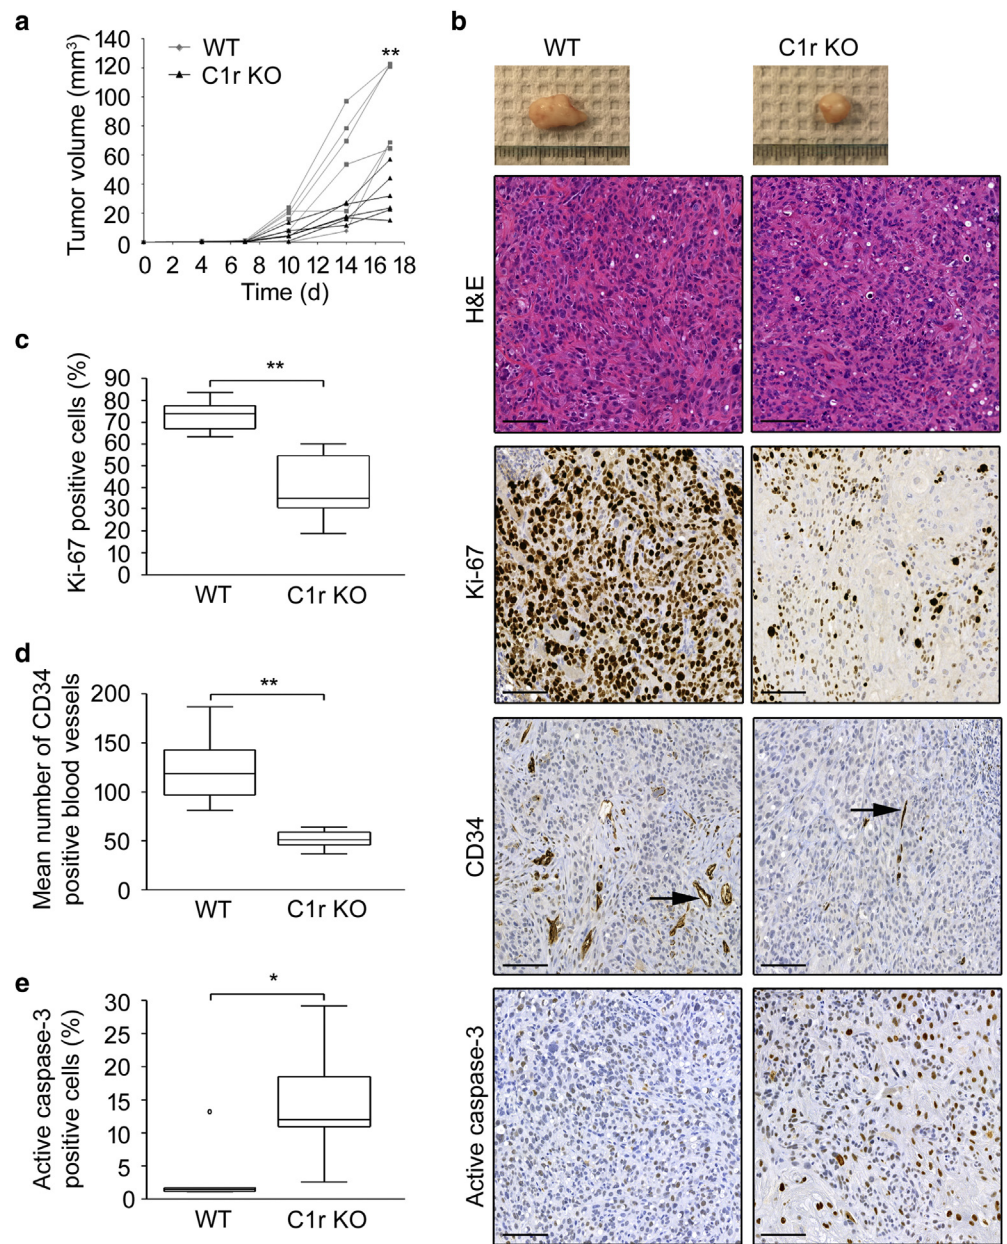 a
Tumor volume (mm³)
140
120
100
80
60
40
20
0
WT
C1r KO
**
0 2 4 6 8 10 12 14 16 18
Time (d)
b
WT C1r KO
H&E
Ki-67
CD34
Active caspase-3
c
Ki-67 positive cells (%)
90
80
70
60
50
40
30
20
10
0
**
WT C1r KO
d
Mean number of CD34
positive blood vessels
200
150
100
50
0
**
WT C1r KO
e
Active caspase-3
positive cells (%)
30
25
20
15
10
5
0
*
WT C1r KO